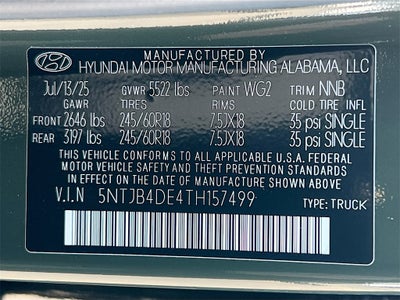 MANUFACTURED BY
HYUNDAI MOTOR MANUFACTURING ALABAMA, LLC
Jul/13/25 GVWR 5522 lbs PAINT WG2 TRIM NNB
GAWR TIRES RIMS COLD TIRE INF.
FRONT 2646 lbs 245/60R18 7.5JX18 35 psi SINGLE
REAR 3197 lbs 245/60R18 7.5JX18 35 psi SINGLE
THIS VEHICLE CONFORMS TO ALL APPLICABLE U.S.A. FEDERAL
MOTOR VEHICLE SAFETY AND THEFT PREVENTION STANDARDS
IN EFFECT ON THE DATE OF MANUFACTURE SHOWN ABOVE.
V.I.N 5NTJB4DE4TH157499 TYPE: TRUCK